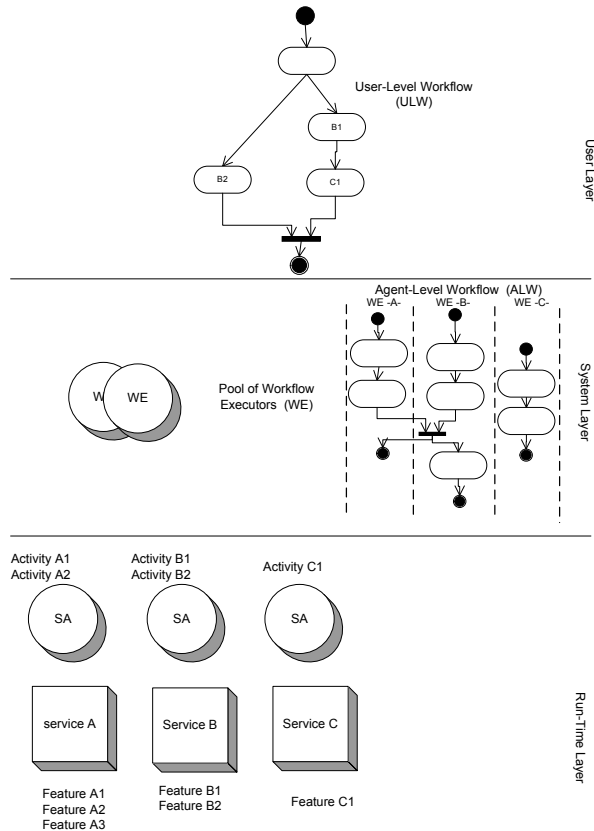 User-Level Workflow
(ULW)
B1
B2
C1
User Layer
Agent-Level Workflow (ALW)
WE -A- WE -B- WE -C-
W WE
Pool of Workflow
Executors (WE)
System Layer
Activity A1
Activity A2
Activity B1
Activity B2
Activity C1
SA SA SA
service A Service B Service C
Feature A1
Feature A2
Feature A3
Feature B1
Feature B2
Feature C1
Run-Time Layer